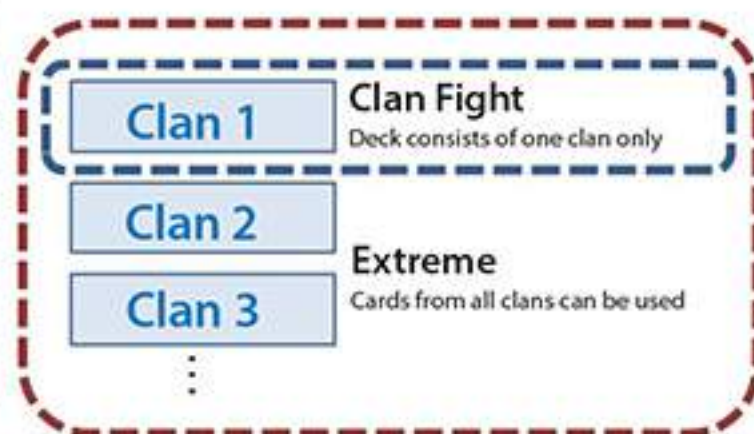 Clan 1
Clan Fight
Deck consists of one clan only
Clan 2
Extreme
Cards from all clans can be used
Clan 3